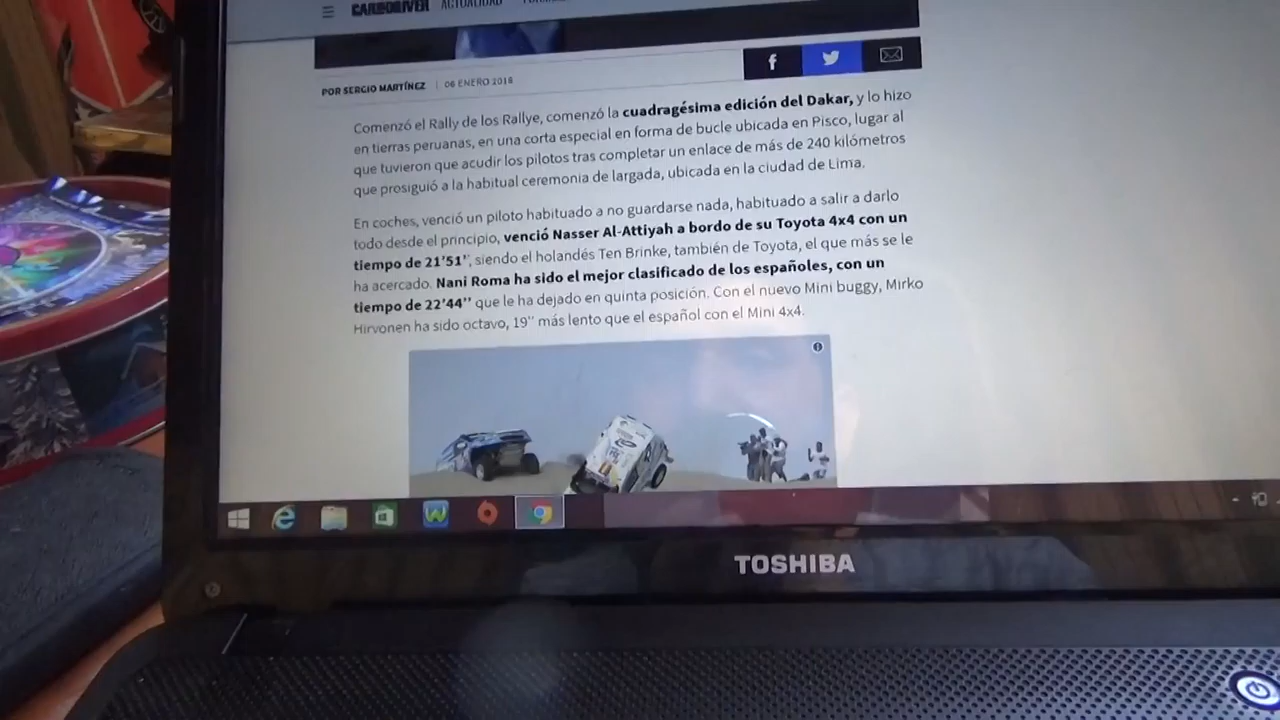 CAR AND DRIVER ACTUALIDAD
f
POR SERGIO MARTÍNEZ | 06 ENERO 2018
Comenzó el Rally de los Rallye, comenzó la cuadragésima edición del Dakar, y lo hizo
en tierras peruanas, en una corta especial en forma de bucle ubicada en Pisco, lugar al
que tuvieron que acudir los pilotos tras completar un enlace de más de 240 kilómetros
que prosiguió a la habitual ceremonia de largada, ubicada en la ciudad de Lima.
En coches, venció un piloto habituado a no guardarse nada, habituado a salir a darlo
todo desde el principio, venció Nasser Al-Attiyah a bordo de su Toyota 4x4 con un
tiempo de 21'51'', siendo el holandés Ten Brinke, también de Toyota, el que más se le
ha acercado. Nani Roma ha sido el mejor clasificado de los españoles, con un
tiempo de 22'44'' que le ha dejado en quinta posición. Con el nuevo Mini buggy, Mirko
Hirvonen ha sido octavo, 19'' más lento que el español con el Mini 4x4.
TOSHIBA